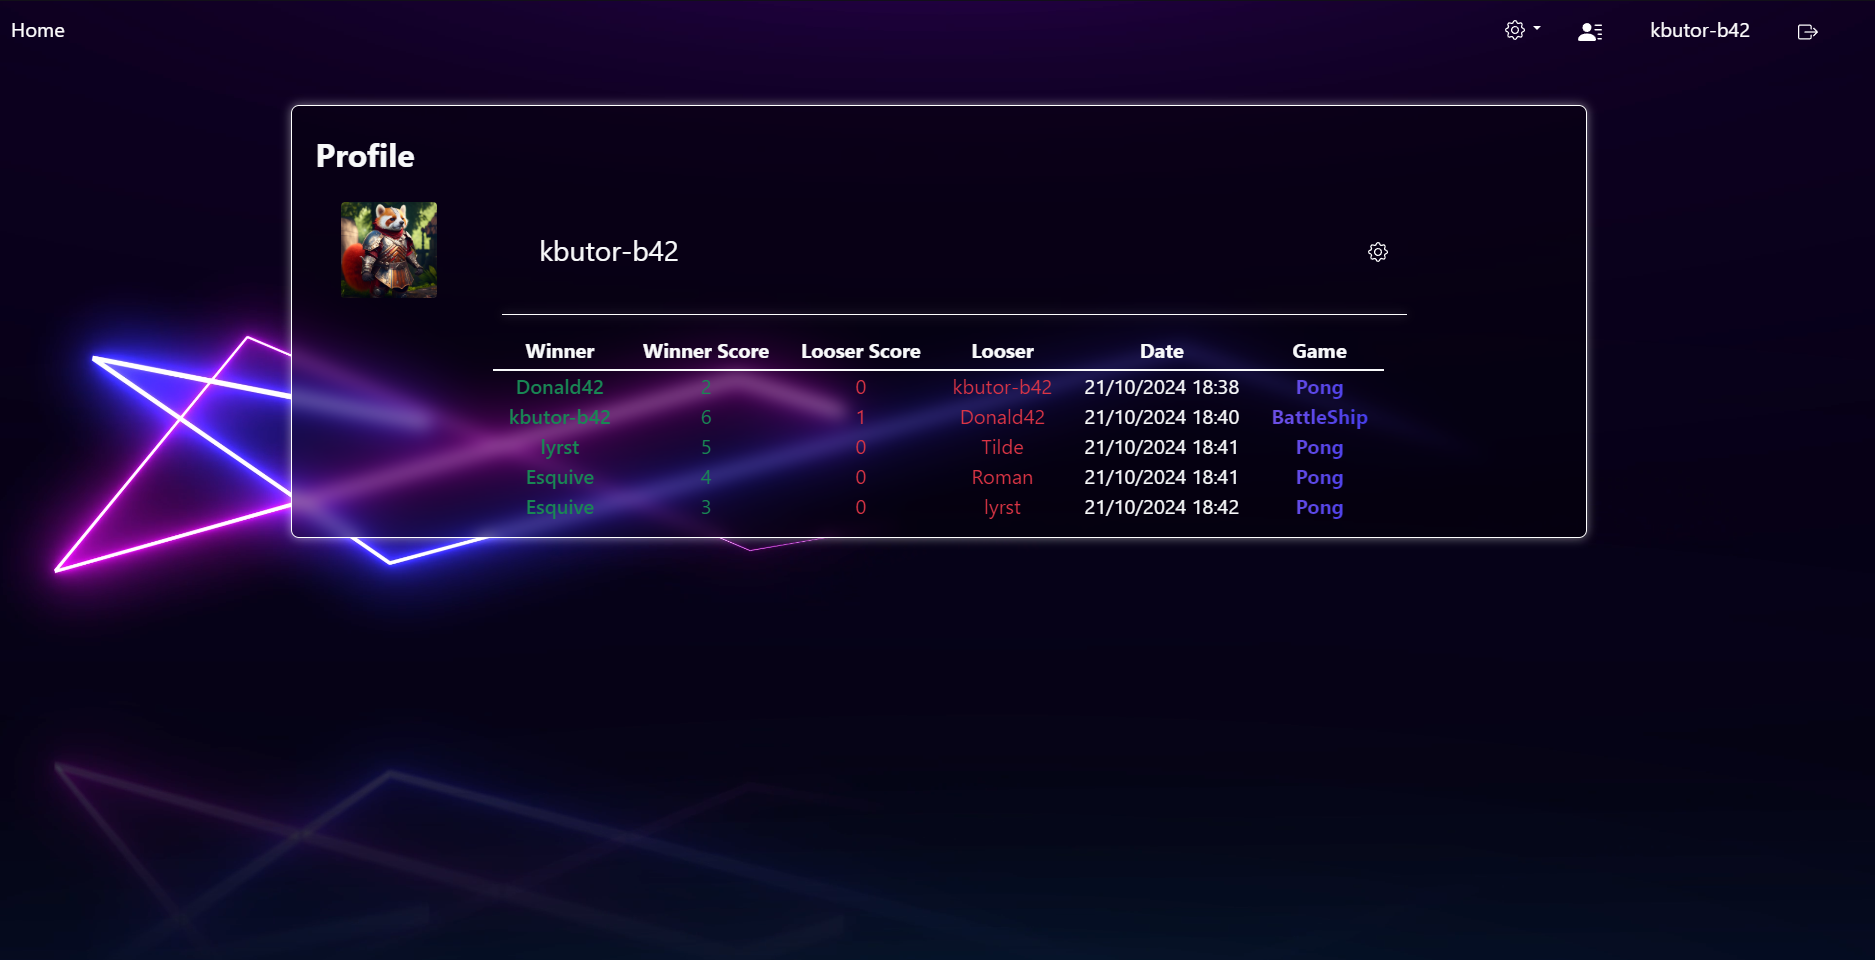 Home kbutor-b42
Profile
kbutor-b42
Winner Winner Score Looser Score Looser Date Game
Donald42 2 0 kbutor-b42 21/10/2024 18:38 Pong
kbutor-b42 6 1 Donald42 21/10/2024 18:40 BattleShip
lyrst 5 0 Tilde 21/10/2024 18:41 Pong
Esquive 4 0 Roman 21/10/2024 18:41 Pong
Esquive 3 0 lyrst 21/10/2024 18:42 Pong